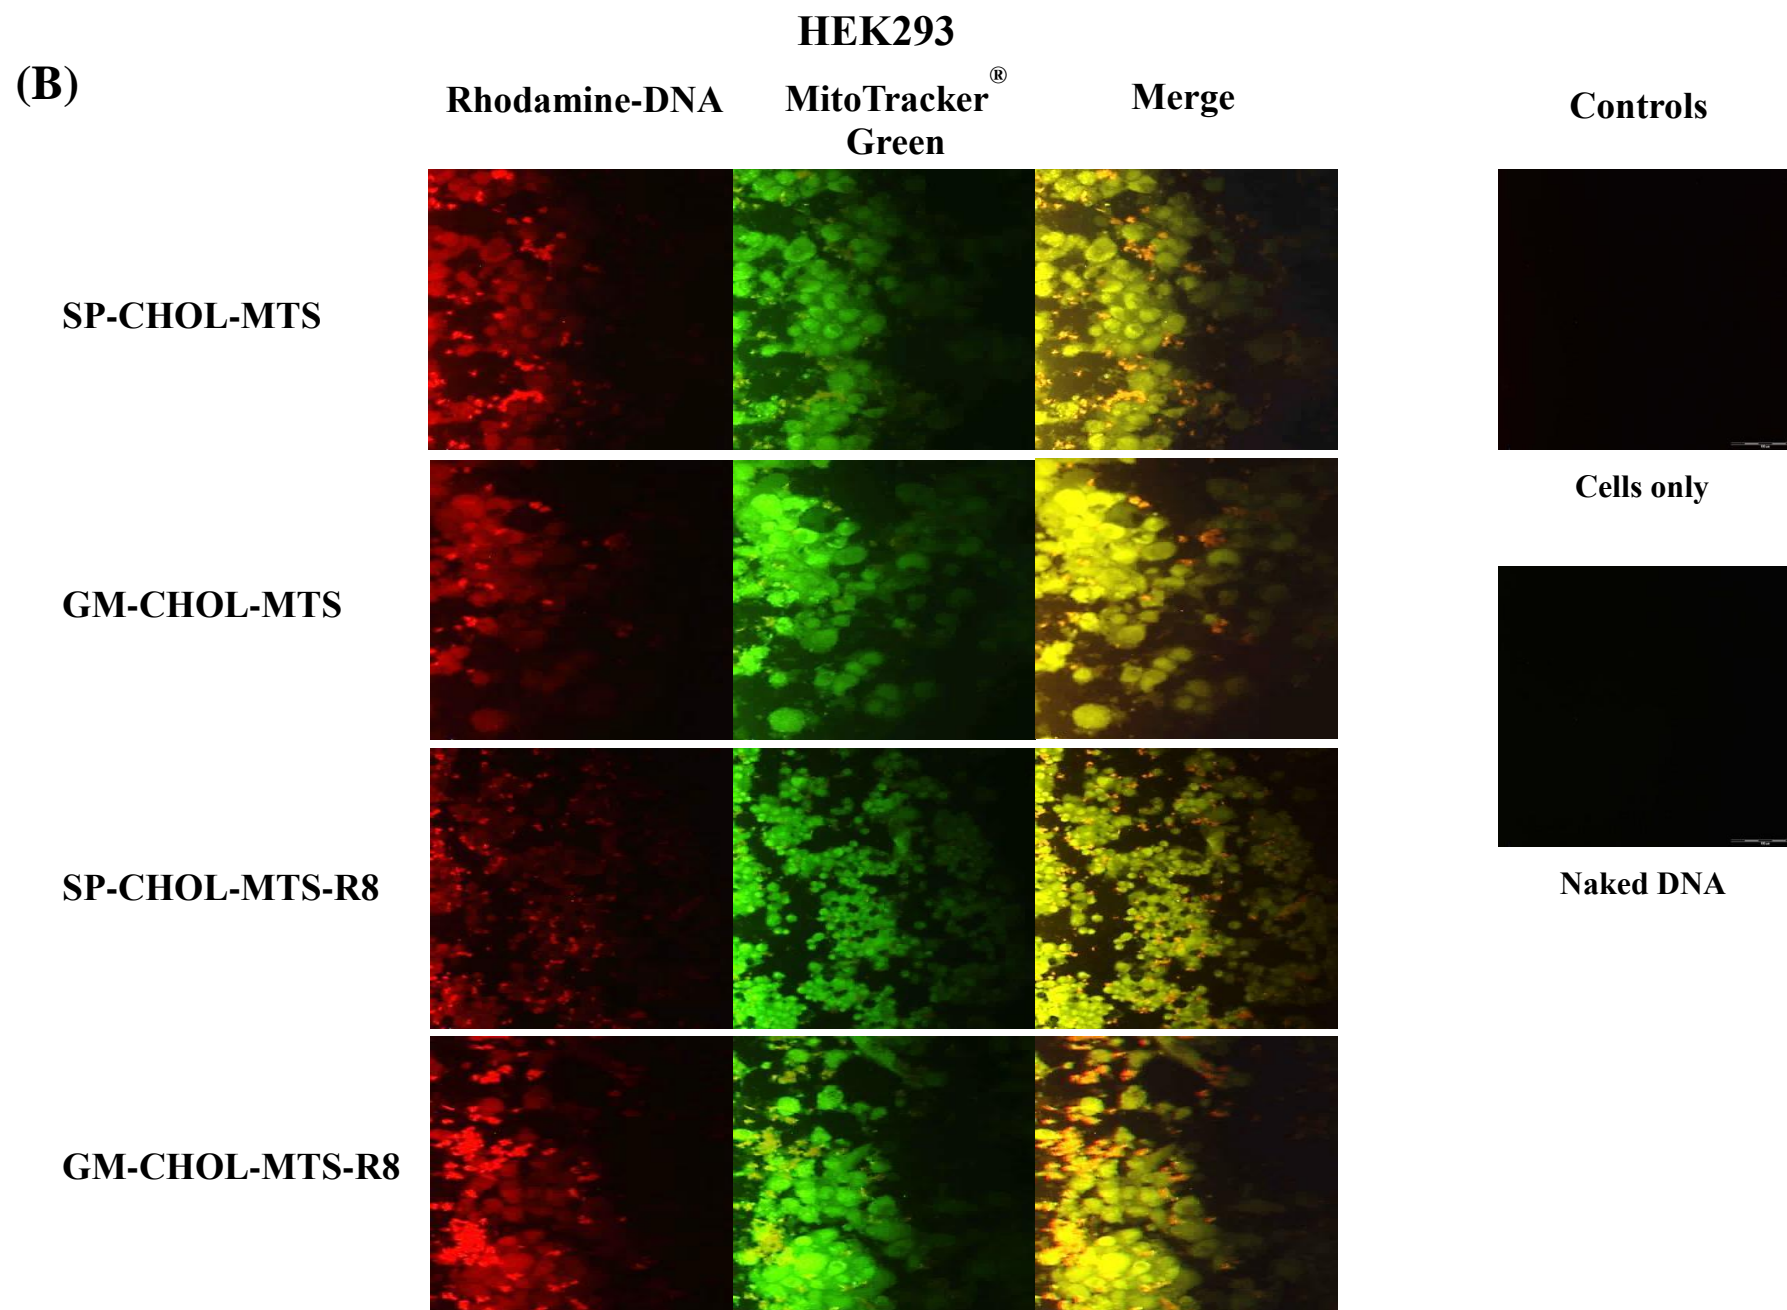 HEK293
(B)
Rhodamine-DNA
MitoTracker®
Green
Merge
Controls
SP-CHOL-MTS
Cells only
GM-CHOL-MTS
SP-CHOL-MTS-R8
Naked DNA
GM-CHOL-MTS-R8